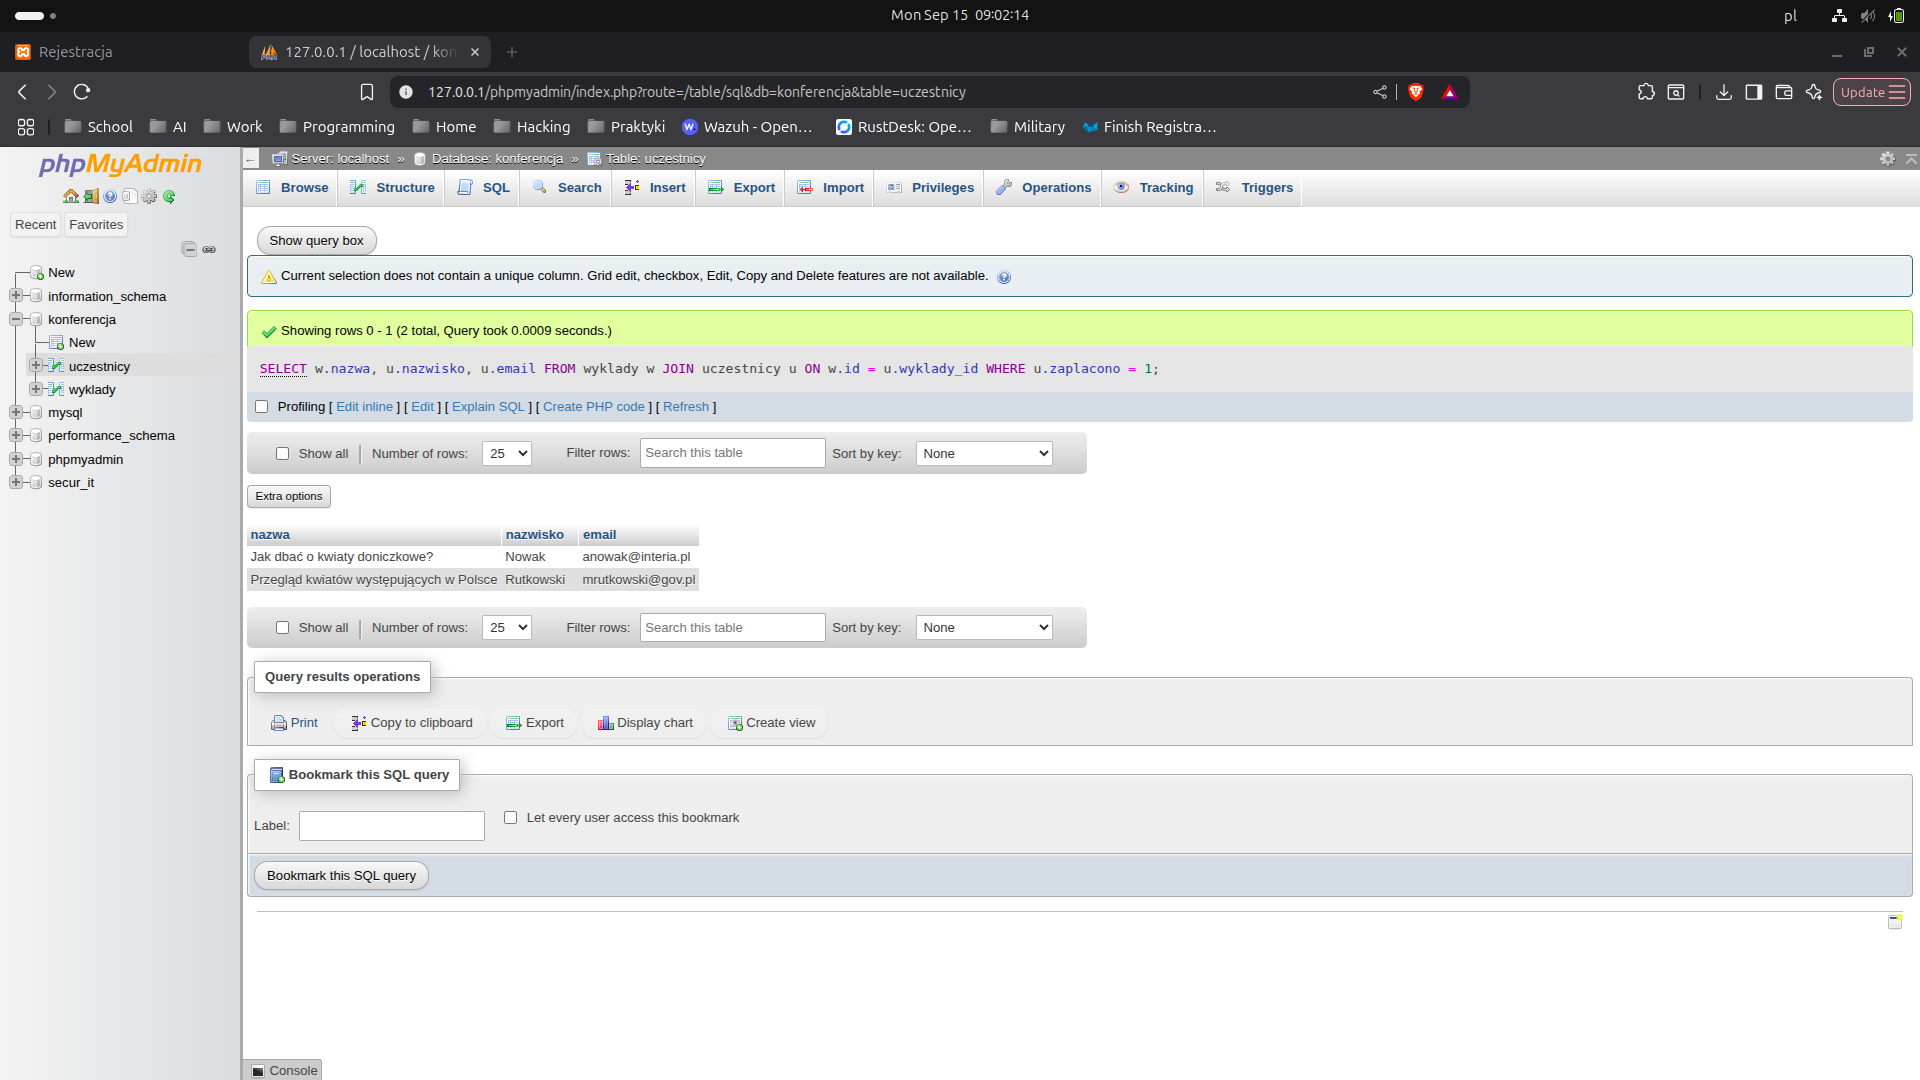 Mon Sep 15 09:02:14
pl
Rejestracja
127.0.0.1 / localhost / kon
127.0.0.1/phpmyadmin/index.php?route=/table/sql&db=konferencja&table=uczestnicy
Update
School AI Work Programming Home Hacking Praktyki Wazuh - Open… RustDesk: Ope… Military Finish Registra…
phpMyAdmin
Recent Favorites
New
information_schema
konferencja
New
uczestnicy
wyklady
mysql
performance_schema
phpmyadmin
secur_it
Server: localhost » Database: konferencja » Table: uczestnicy
Browse Structure SQL Search Insert Export Import Privileges Operations Tracking Triggers
Show query box
Current selection does not contain a unique column. Grid edit, checkbox, Edit, Copy and Delete features are not available.
Showing rows 0 - 1 (2 total, Query took 0.0009 seconds.)
SELECT w.nazwa, u.nazwisko, u.email FROM wyklady w JOIN uczestnicy u ON w.id = u.wyklady_id WHERE u.zaplacono = 1;
Profiling [ Edit inline ] [ Edit ] [ Explain SQL ] [ Create PHP code ] [ Refresh ]
Show all Number of rows: 25 Filter rows: Search this table Sort by key: None
Extra options
nazwa nazwisko email
Jak dbać o kwiaty doniczkowe? Nowak anowak@interia.pl
Przegląd kwiatów występujących w Polsce Rutkowski mrutkowski@gov.pl
Show all Number of rows: 25 Filter rows: Search this table Sort by key: None
Query results operations
Print Copy to clipboard Export Display chart Create view
Bookmark this SQL query
Label: Let every user access this bookmark
Bookmark this SQL query
Console